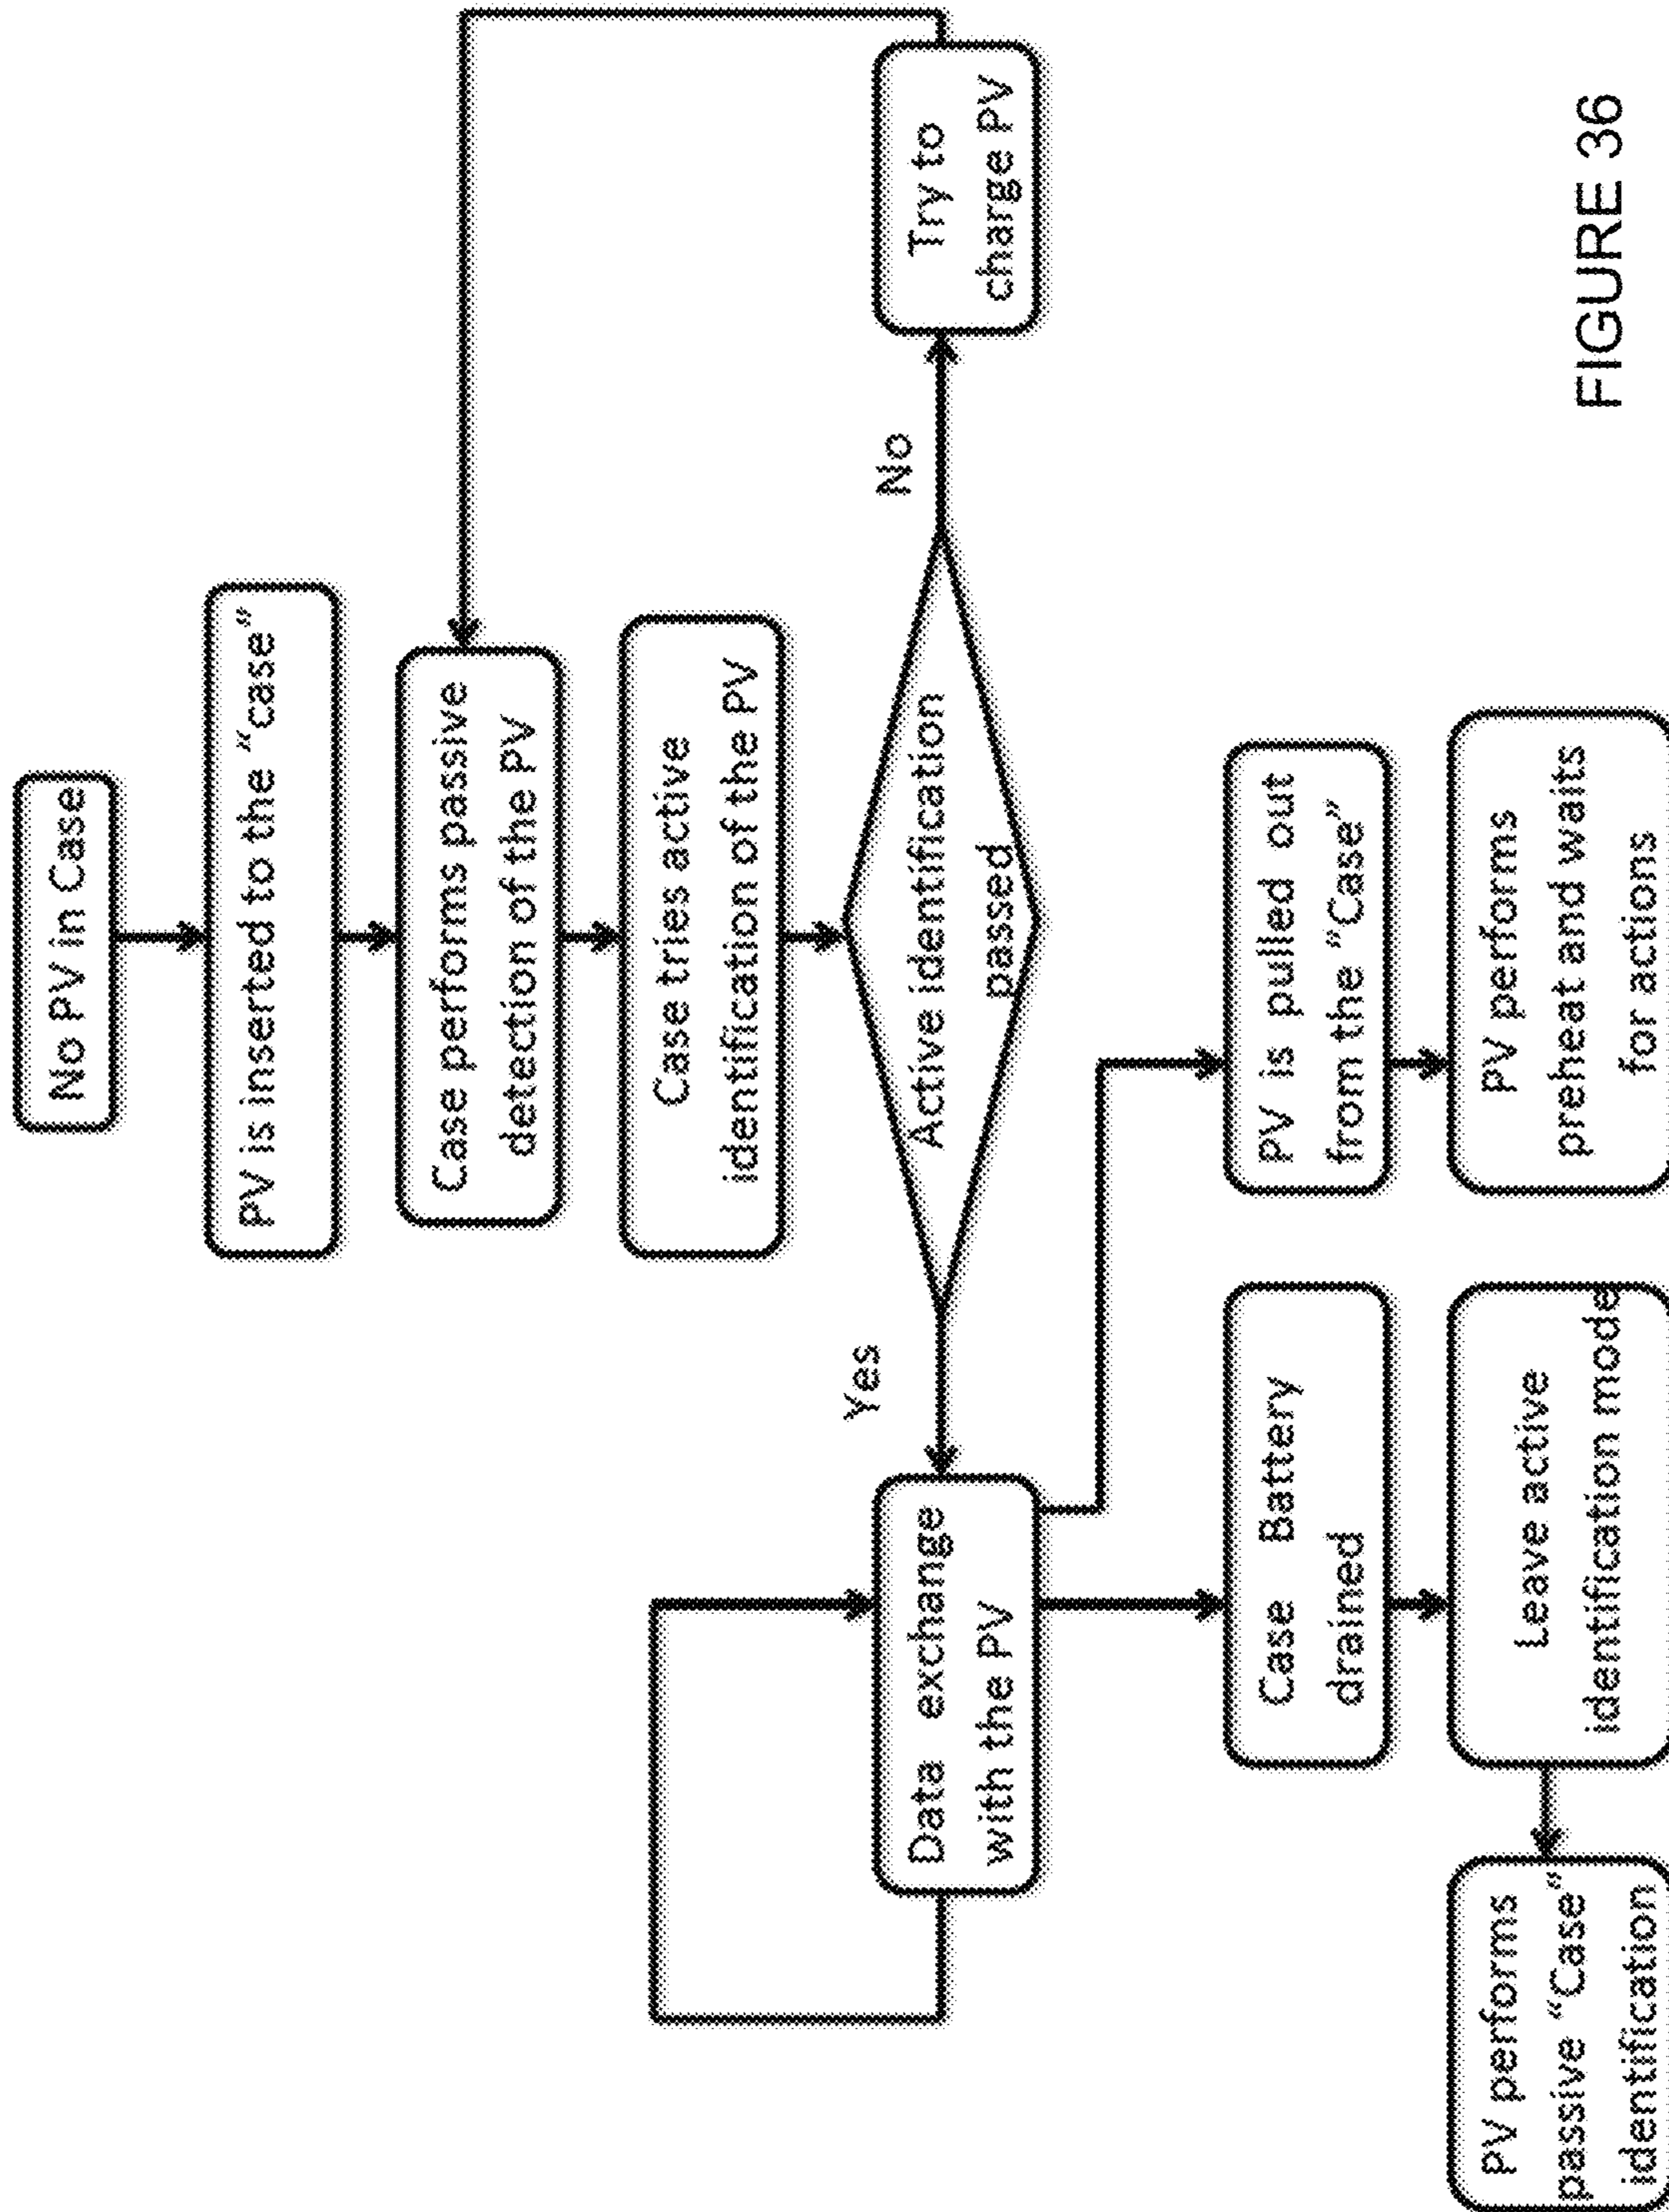 No PV in Case
PV is inserted to the “case”
Case performs passive
detection of the PV
Case tries active
identification of the PV
Active identification
passed
Yes
No
Try to
charge PV
Data exchange
with the PV
Case Battery
drained
PV is pulled out
from the “Case”
Leave active
identification mode
PV performs
preheat and waits
for actions
PV performs
passive “Case”
identification
FIGURE 36